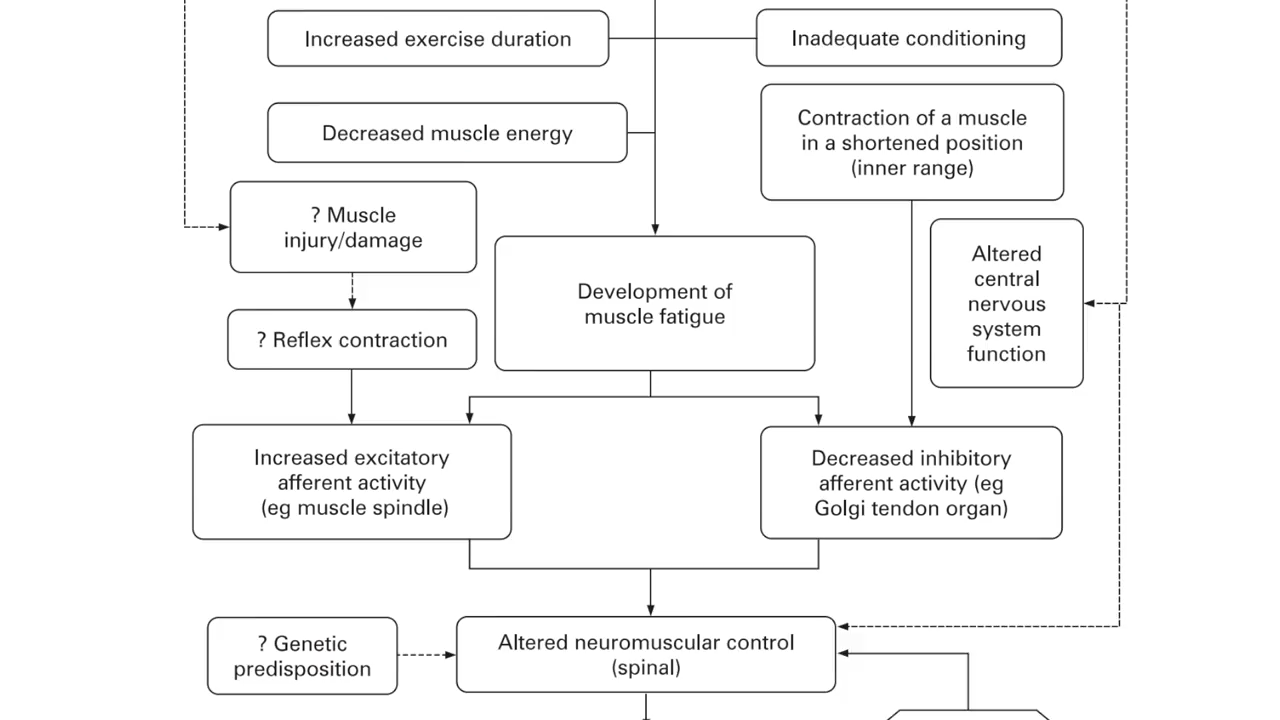 Increased exercise duration
Inadequate conditioning
Decreased muscle energy
Contraction of a muscle
in a shortened position
(inner range)
? Muscle
injury/damage
Altered
central
nervous
system
function
Development of
muscle fatigue
? Reflex contraction
Increased excitatory
afferent activity
(eg muscle spindle)
Decreased inhibitory
afferent activity (eg
Golgi tendon organ)
? Genetic
predisposition
Altered neuromuscular control
(spinal)